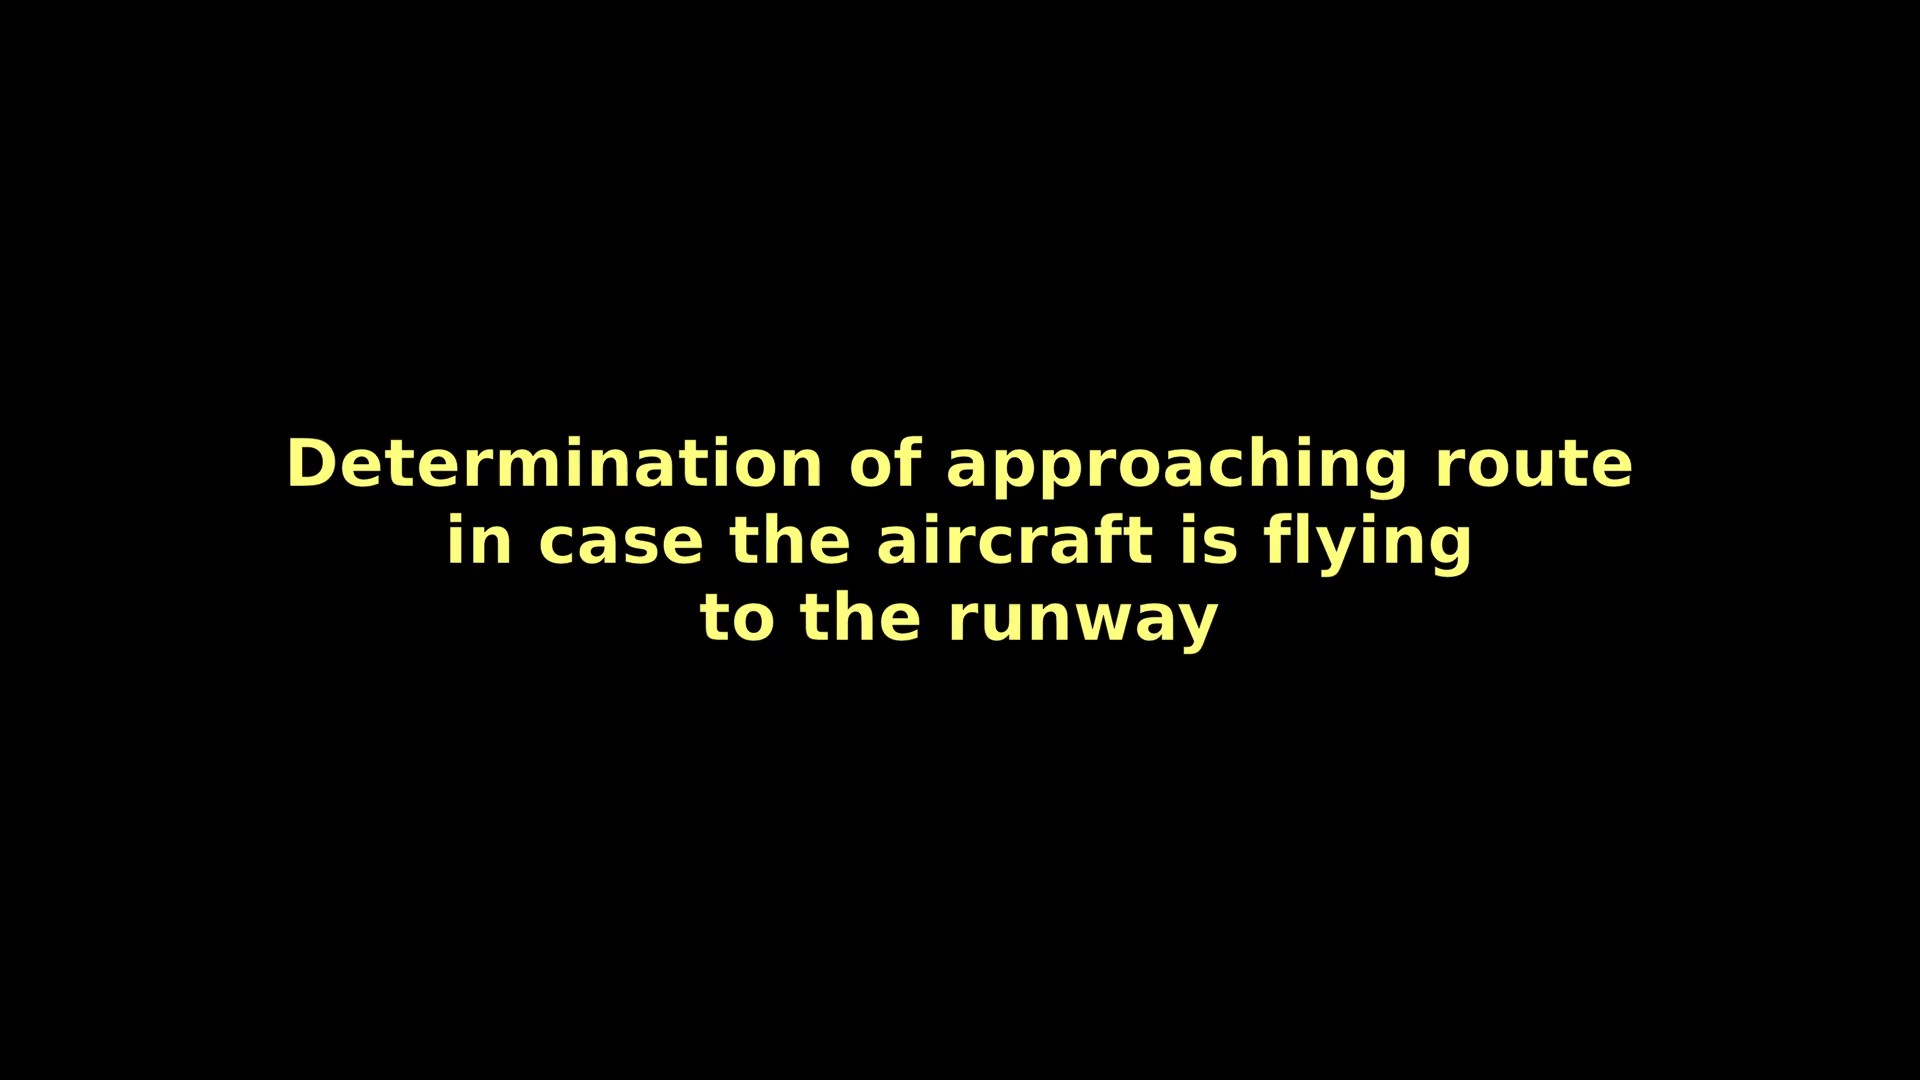 Determination of approaching route
in case the aircraft is flying
to the runway